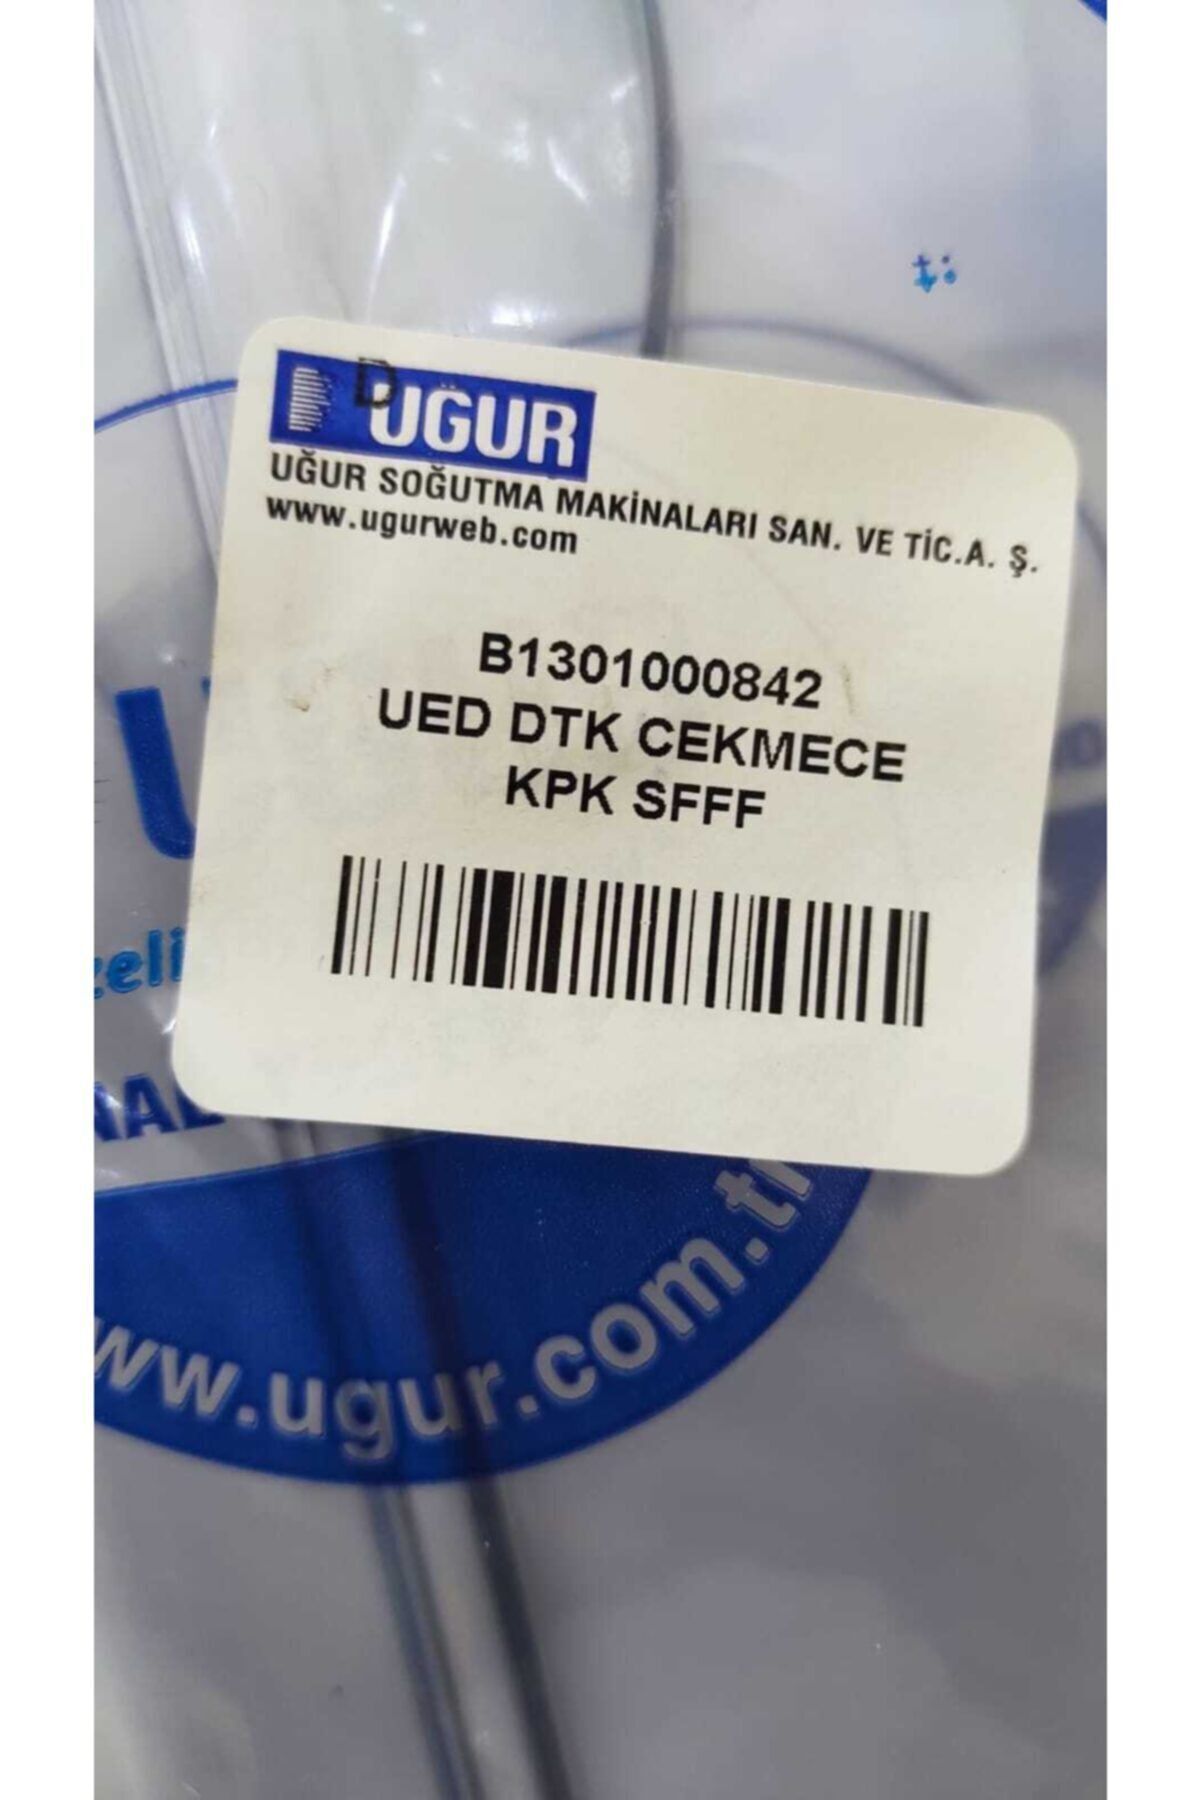 D
UĞUR
UĞUR SOĞUTMA MAKİNALARI SAN. VE TİC.A. Ş.
www.ugurweb.com
B1301000842
UED DTK CEKMECE
KPK SFFF
www.ugur.com.tr